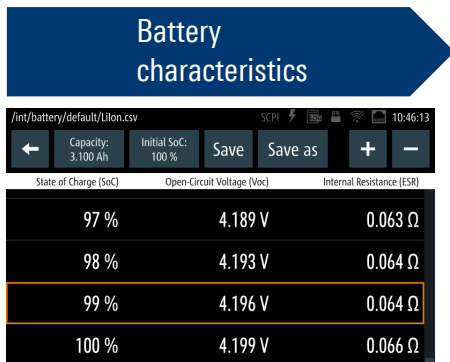 Battery
characteristics
/int/battery/default/LiIon.csv SCPI 10:46:13
Capacity: 3.100 Ah Initial SoC: 100 % Save Save as + −
State of Charge (SoC) Open-Circuit Voltage (Voc) Internal Resistance (ESR)
97 % 4.189 V 0.063 Ω
98 % 4.193 V 0.064 Ω
99 % 4.196 V 0.064 Ω
100 % 4.199 V 0.066 Ω